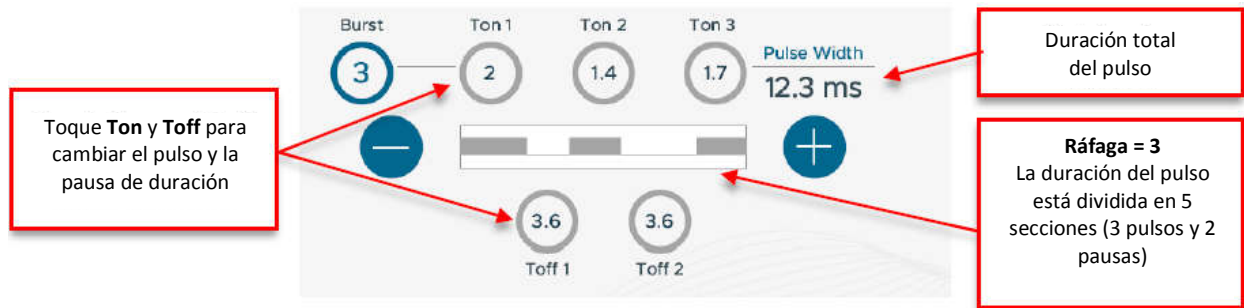 Burst
Ton 1
Ton 2
Ton 3
3
2
1.4
1.7
Pulse Width
12.3 ms
Duración total
del pulso
Toque Ton y Toff para
cambiar el pulso y la
pausa de duración
Ráfaga = 3
La duración del pulso
está dividida en 5
secciones (3 pulsos y 2
pausas)
3.6
3.6
Toff 1
Toff 2